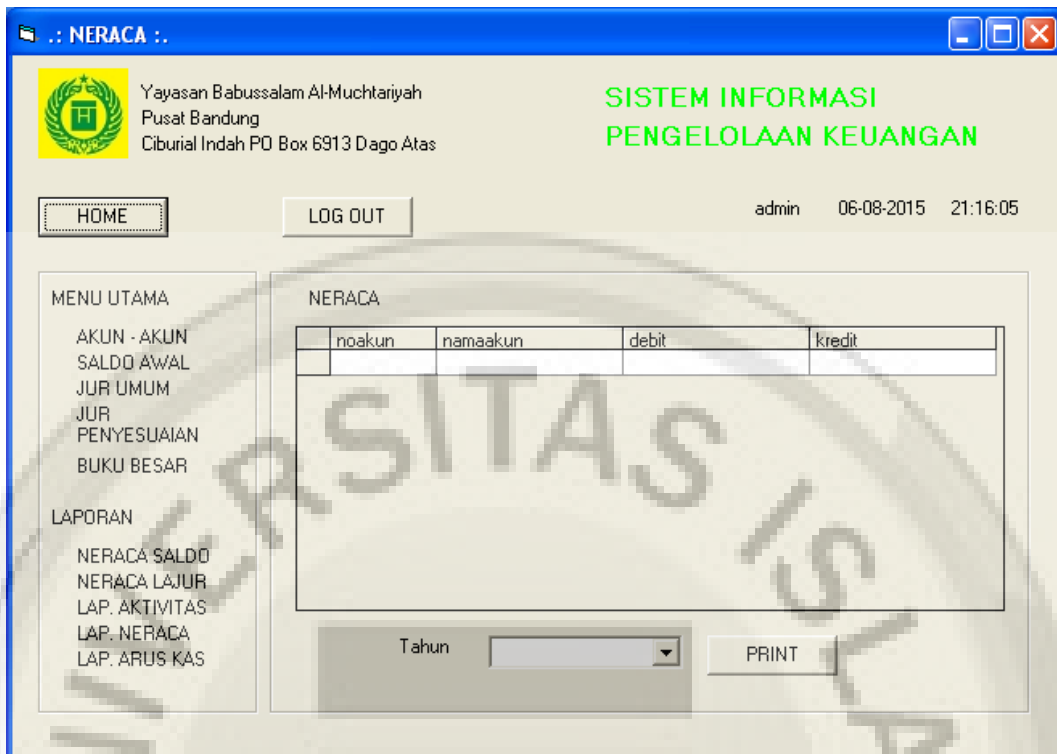 .: NERACA :.
Yayasan Babussalam Al-Muchtariyah
Pusat Bandung
Ciburial Indah PO Box 6913 Dago Atas
SISTEM INFORMASI
PENGELOLAAN KEUANGAN
HOME
LOG OUT
admin 06-08-2015 21:16:05
MENU UTAMA
AKUN - AKUN
SALDO AWAL
JUR UMUM
JUR
PENYESUAIAN
BUKU BESAR
LAPORAN
NERACA SALDO
NERACA LAJUR
LAP. AKTIVITAS
LAP. NERACA
LAP. ARUS KAS
NERACA
noakun namaakun debit kredit
Tahun
PRINT
ERSITAS ISLA